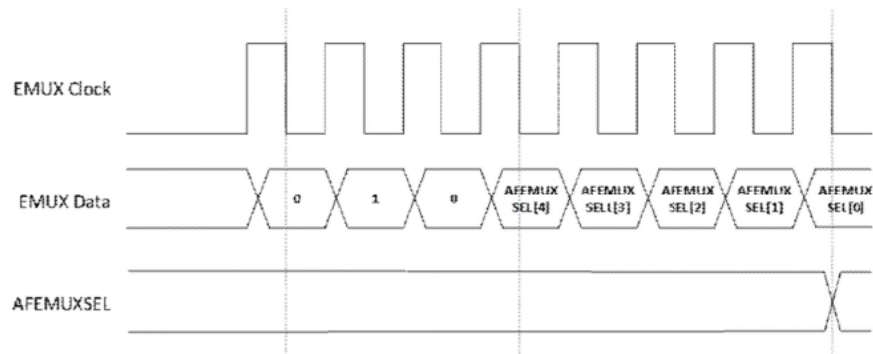 EMUX Clock
EMUX Data
0
1
0
AFEMUX
SEL[4]
AFEMUX
SELL[3]
AFEMUX
SEL[2]
AFEMUX
SEL[1]
AFEMUX
SEL[0]
AFEMUXSEL